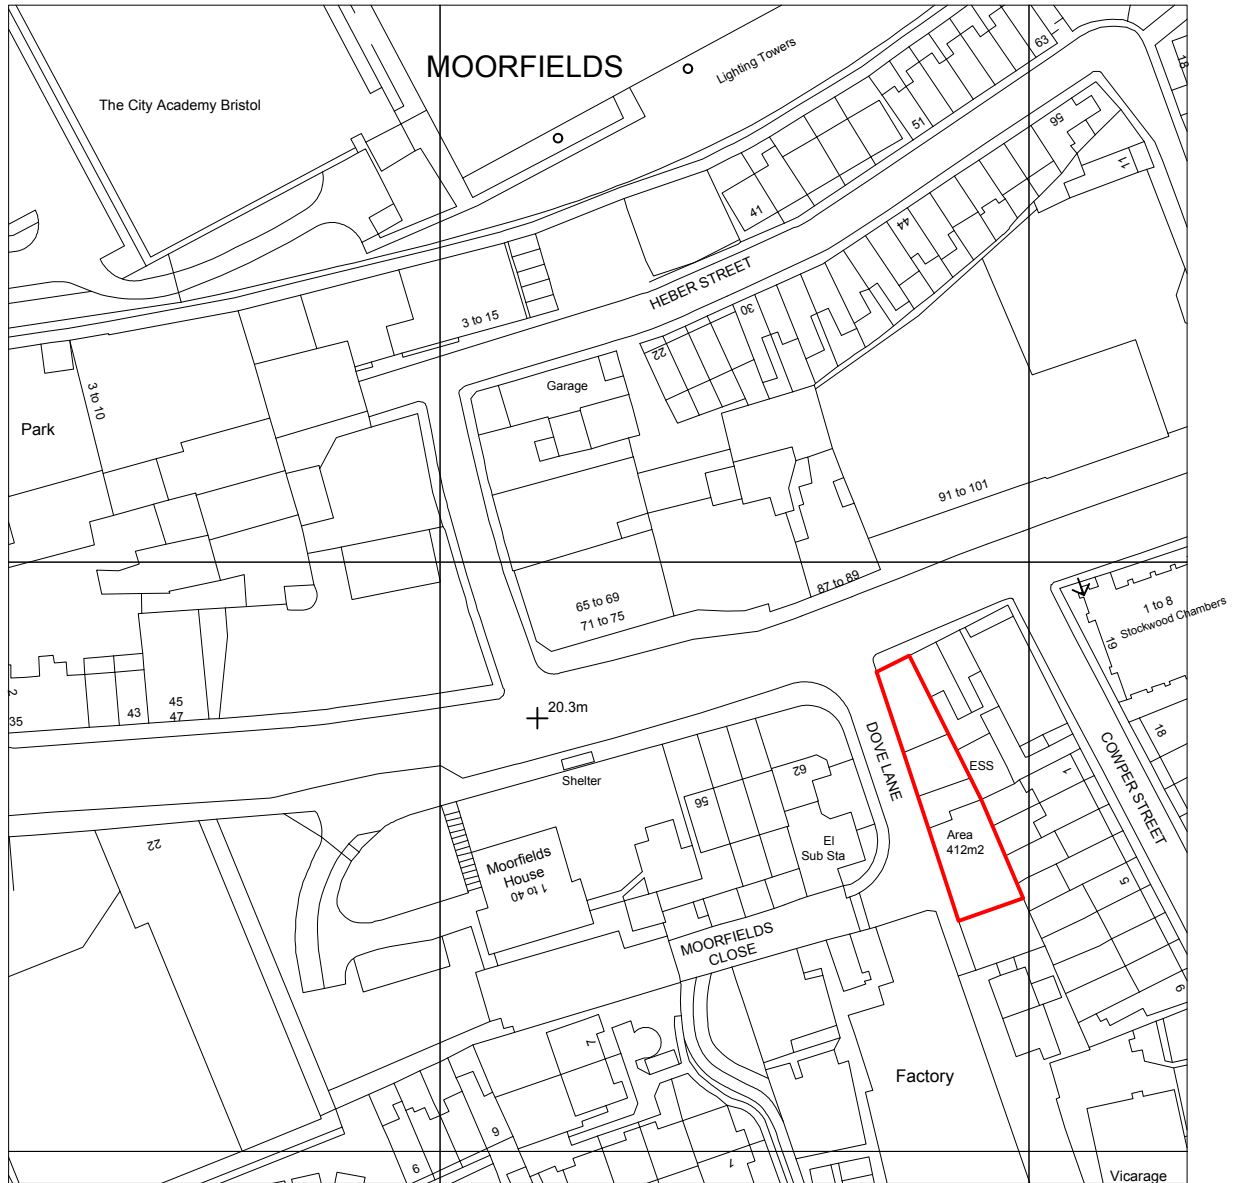 MOORFIELDS
Lighting Towers
63
18
The City Academy Bristol
51
56
11
41
44
HEBER STREET
3 to 15
30
22
Garage
3 to 10
Park
91 to 101
87 to 89
65 to 69
71 to 75
1 to 8
Stockwood Chambers
19
2
35
43
45
47
20.3m
DOVE LANE
COWPER STREET
18
ESS
1
Shelter
62
56
22
Area
412m2
El
Sub Sta
Moorfields
House
1 to 40
5
MOORFIELDS
CLOSE
9
7
Factory
6
9
1
Vicarage